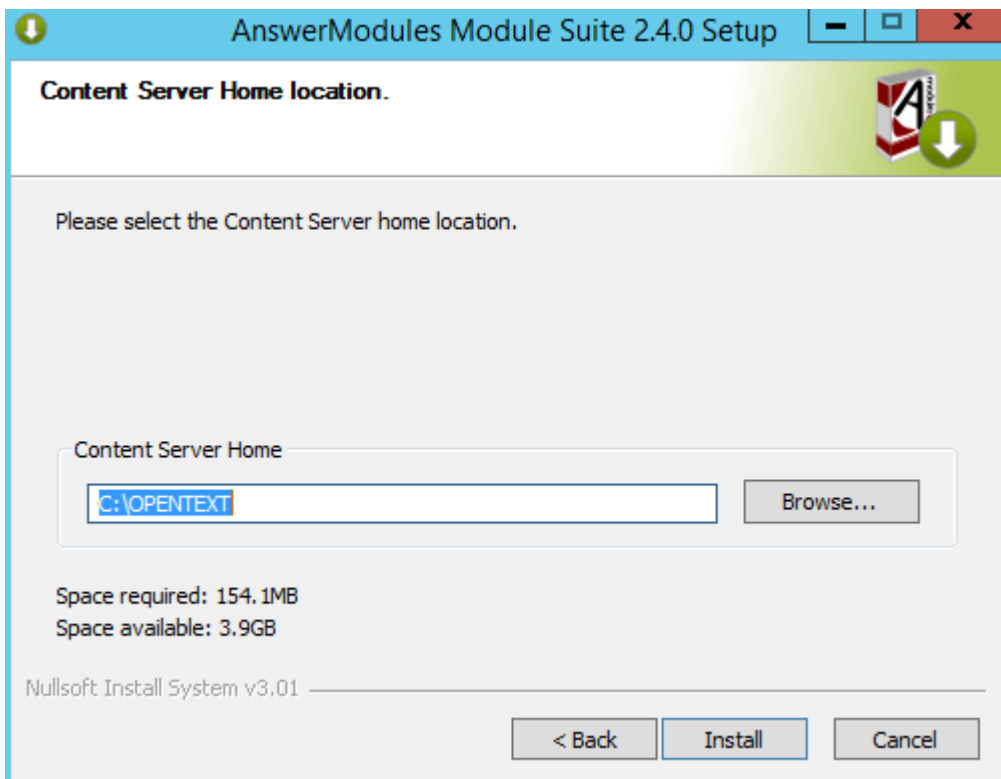 AnswerModules Module Suite 2.4.0 Setup
Content Server Home location.
Please select the Content Server home location.
Content Server Home
C:\OPENTEXT
Browse...
Space required: 154.1MB
Space available: 3.9GB
Nullsoft Install System v3.01
< Back
Install
Cancel